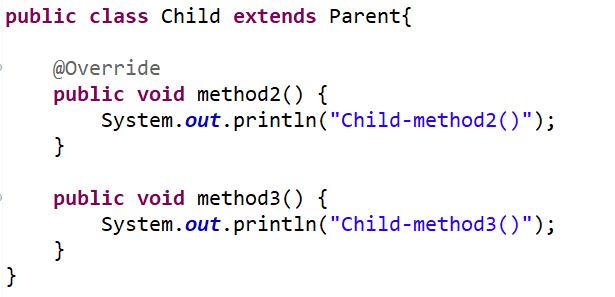 public class Child extends Parent{
@Override
public void method2() {
System.out.println("Child-method2()");
}
public void method3() {
System.out.println("Child-method3()");
}
}